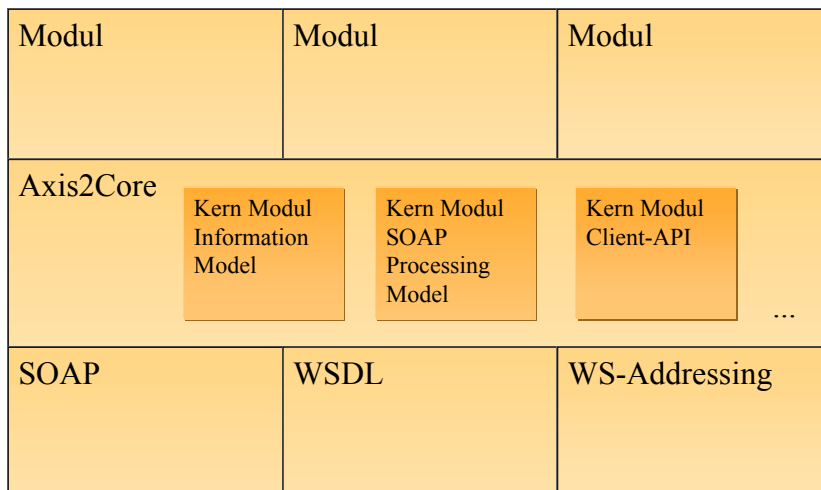 Modul
Modul
Modul
Axis2Core
Kern Modul
Information
Model
Kern Modul
SOAP
Processing
Model
Kern Modul
Client-API
...
SOAP
WSDL
WS-Addressing